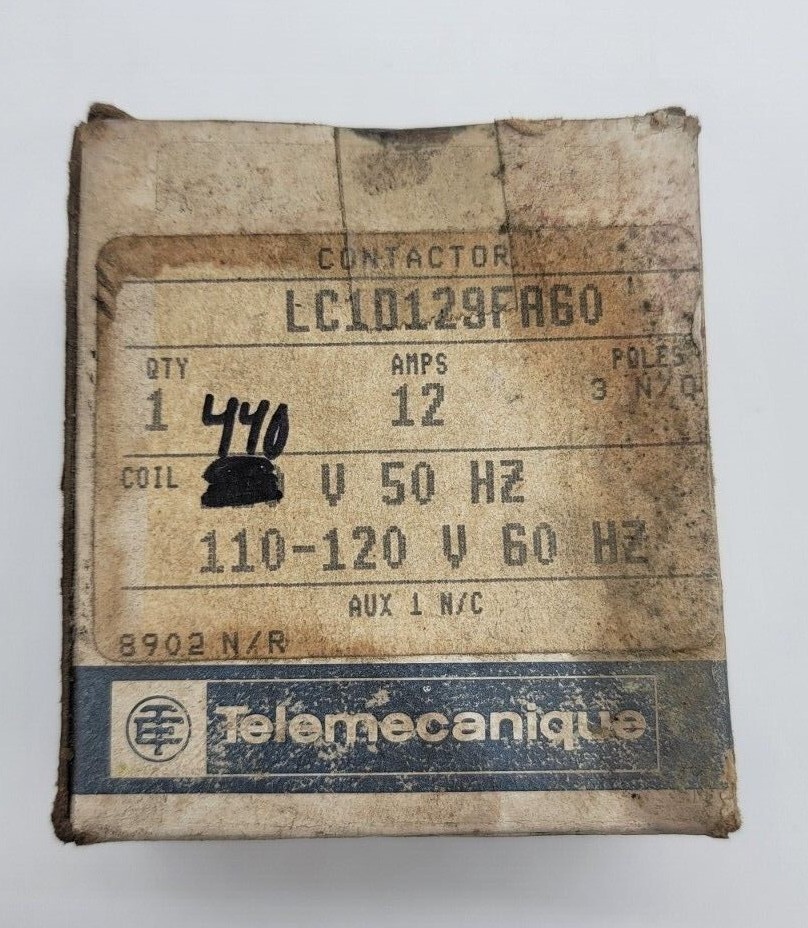 CONTACTOR
LC1D129FA60
QTY AMPS POLES
1 12 3 N/O
440
COIL V 50 HZ
110-120 V 60 HZ
AUX 1 N/C
8902 N/R
TE Telemecanique